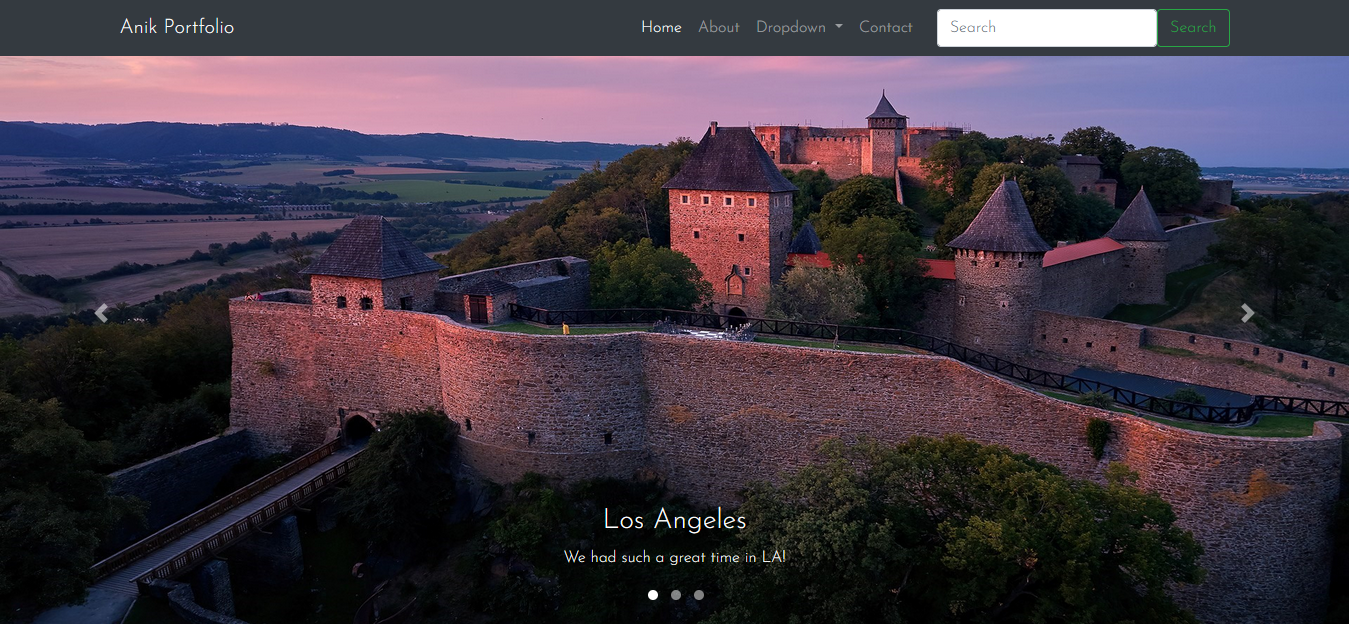 Anik Portfolio
Home About Dropdown Contact Search Search
Los Angeles
We had such a great time in LA!